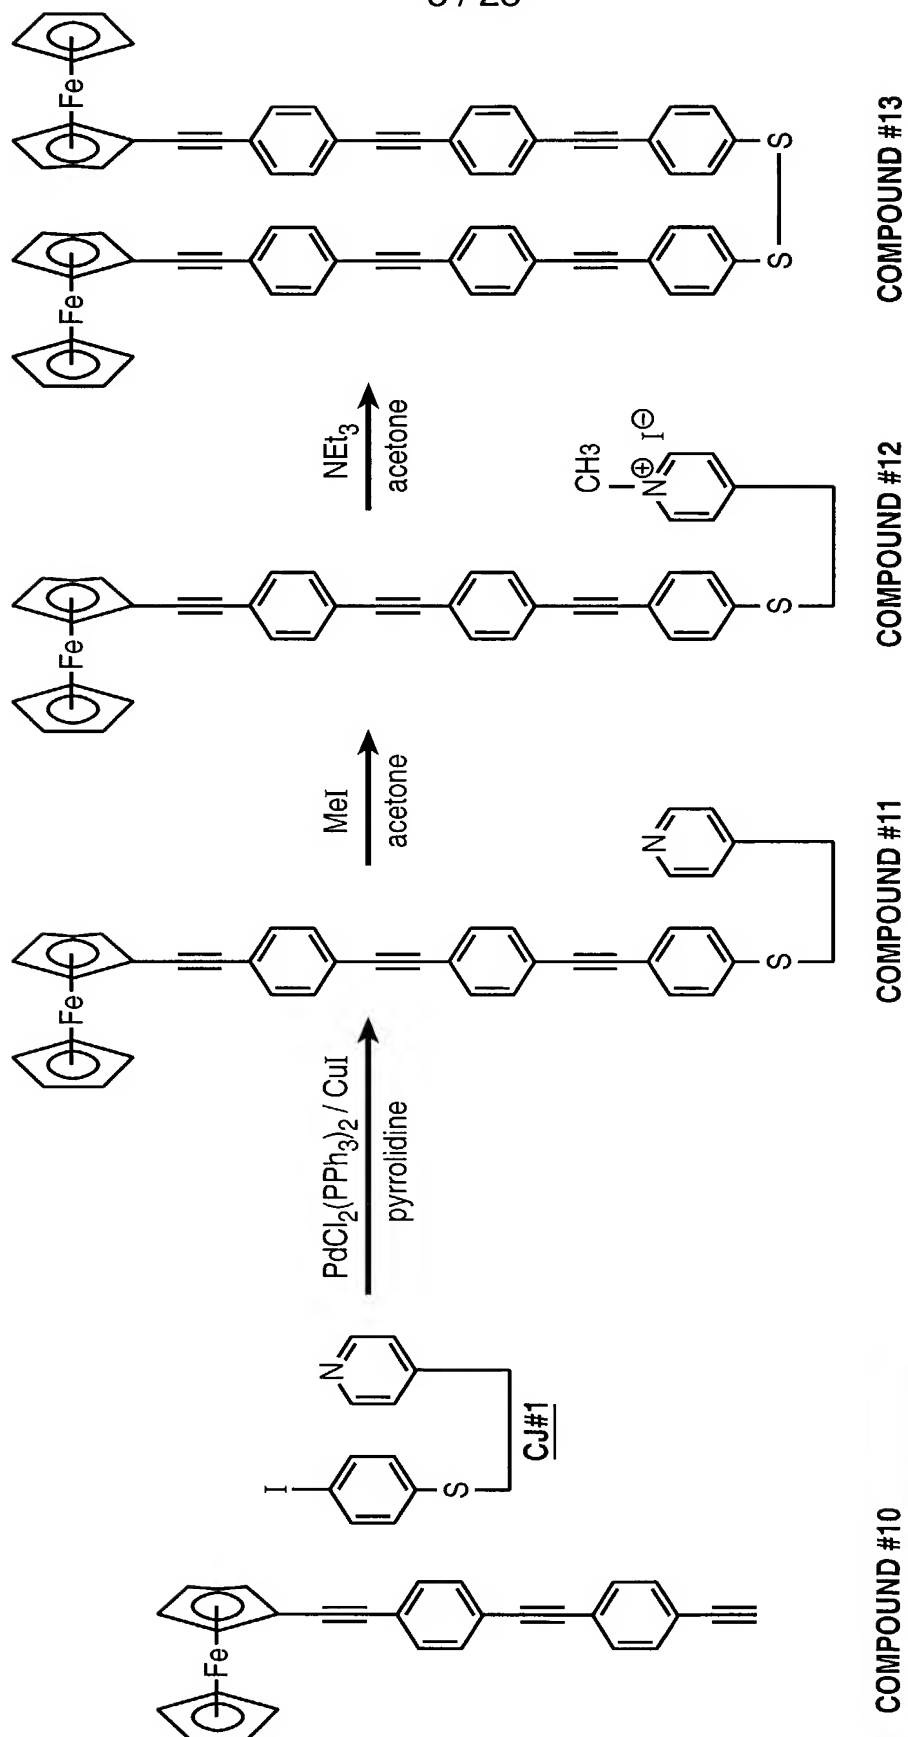 Fe
COMPOUND #10
I
S
N
CJ#1
PdCl2(PPh3)2 / CuI
pyrrolidine
Fe
S
N
COMPOUND #11
MeI
acetone
Fe
S
CH3
N⊕
I⊖
COMPOUND #12
NEt3
acetone
Fe
Fe
S
S
COMPOUND #13